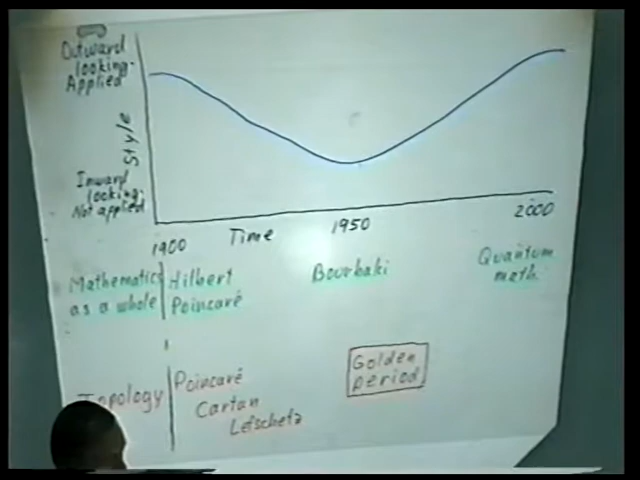 Outward
looking.
Applied
Style
Inward
looking.
Not applied
1900
Time
1950
2000
Mathematics
as a whole
Hilbert
Poincaré
Bourbaki
Quantum
math.
Topology
Poincaré
Cartan
Lefschetz
Golden
period